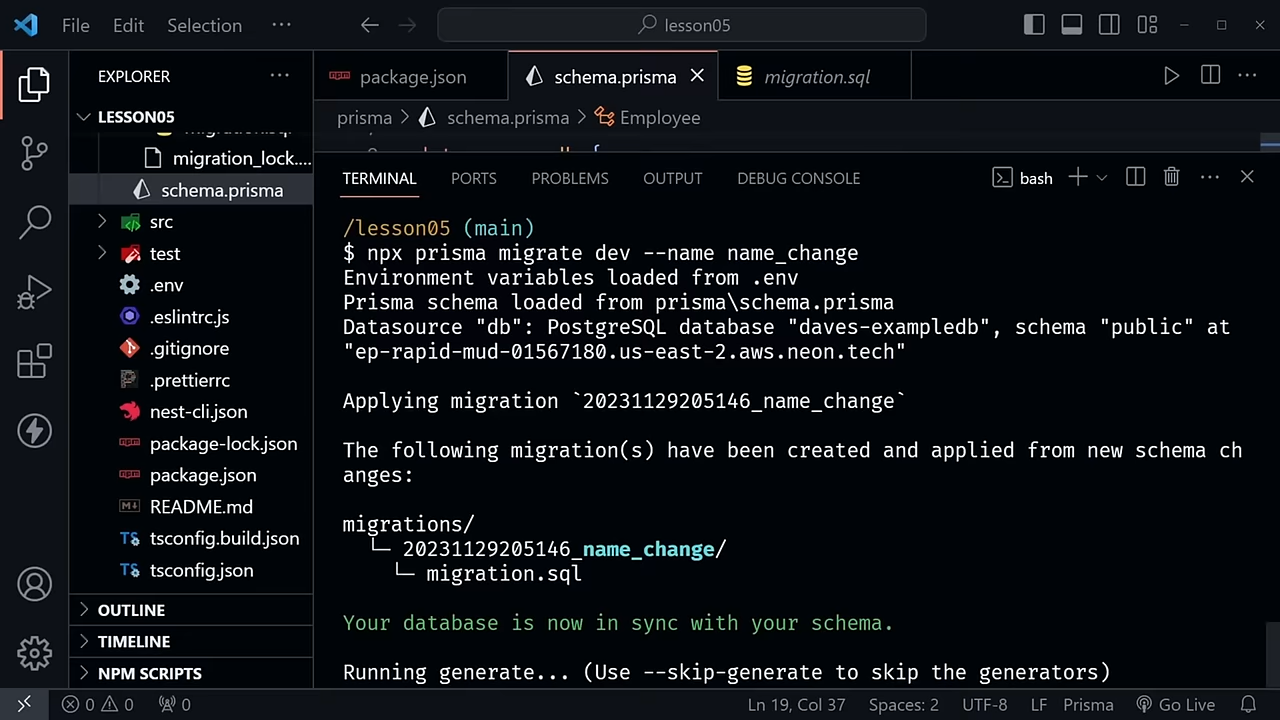 File Edit Selection ··· lesson05
EXPLORER ···
LESSON05
migration.sql
migration_lock....
schema.prisma
src
test
.env
.eslintrc.js
.gitignore
.prettierrc
nest-cli.json
package-lock.json
package.json
README.md
tsconfig.build.json
tsconfig.json
OUTLINE
TIMELINE
NPM SCRIPTS
package.json schema.prisma migration.sql
prisma > schema.prisma > Employee
TERMINAL PORTS PROBLEMS OUTPUT DEBUG CONSOLE bash
/lesson05 (main)
$ npx prisma migrate dev --name name_change
Environment variables loaded from .env
Prisma schema loaded from prisma\schema.prisma
Datasource "db": PostgreSQL database "daves-exampledb", schema "public" at
"ep-rapid-mud-01567180.us-east-2.aws.neon.tech"
Applying migration `20231129205146_name_change`
The following migration(s) have been created and applied from new schema ch
anges:
migrations/
└─ 20231129205146_name_change/
└─ migration.sql
Your database is now in sync with your schema.
Running generate... (Use --skip-generate to skip the generators)
0 0 0 Ln 19, Col 37 Spaces: 2 UTF-8 LF Prisma Go Live